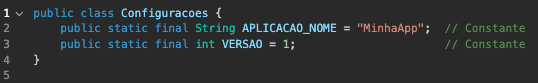 1 public class Configuracoes {
2     public static final String APLICACAO_NOME = "MinhaApp";  // Constante
3     public static final int VERSAO = 1;                      // Constante
4 }
5